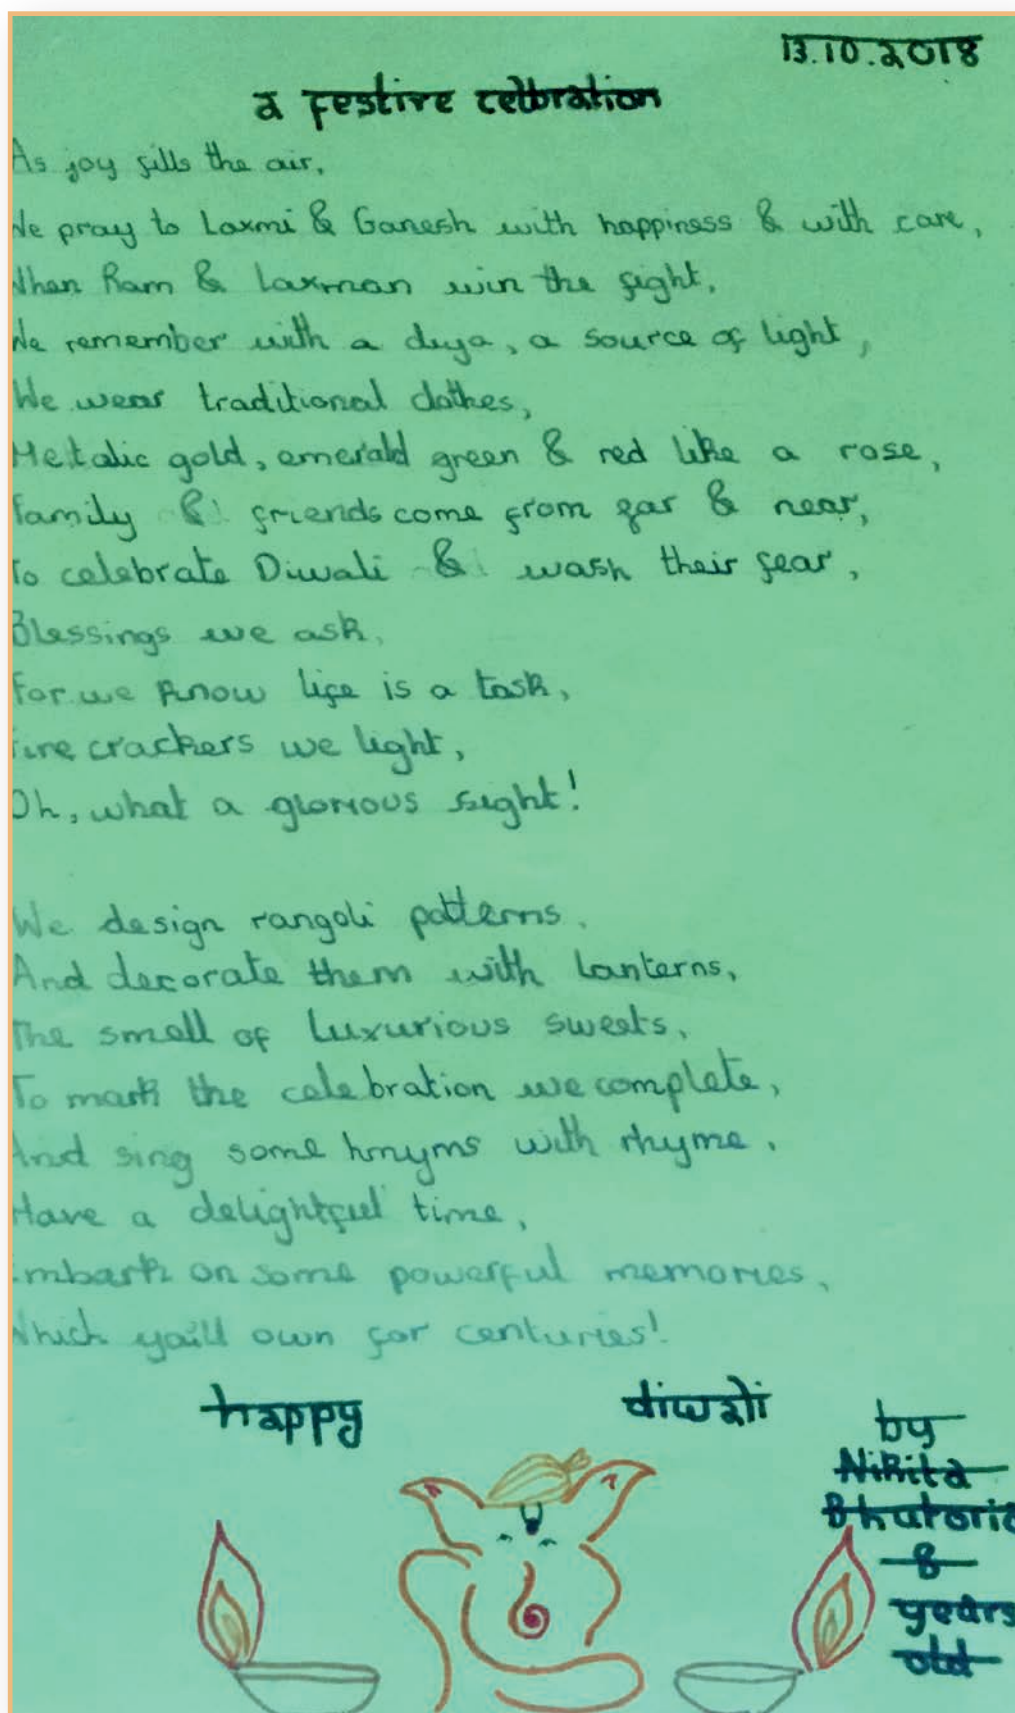 13.10.2018
a festive celbration
As joy fills the air,
We pray to Laxmi & Ganesh with happiness & with care,
When Ram & Laxman win the fight,
We remember with a diya, a source of light,
We wear traditional clothes,
Metalic gold, emerald green & red like a rose,
Family & friends come from far & near,
To celebrate Diwali & wash their fear,
Blessings we ask,
For we know life is a task,
Fire crackers we light,
Oh, what a glorious sight!
We design rangoli patterns.
And decorate them with lanterns,
The smell of luxurious sweets,
To mark the celebration we complete,
And sing some hmyms with rhyme.
Have a delightful time,
Embark on some powerful memories,
Which you'll own for centuries!
happy diwali
by
Nikita
Bhutoria
8
years
old